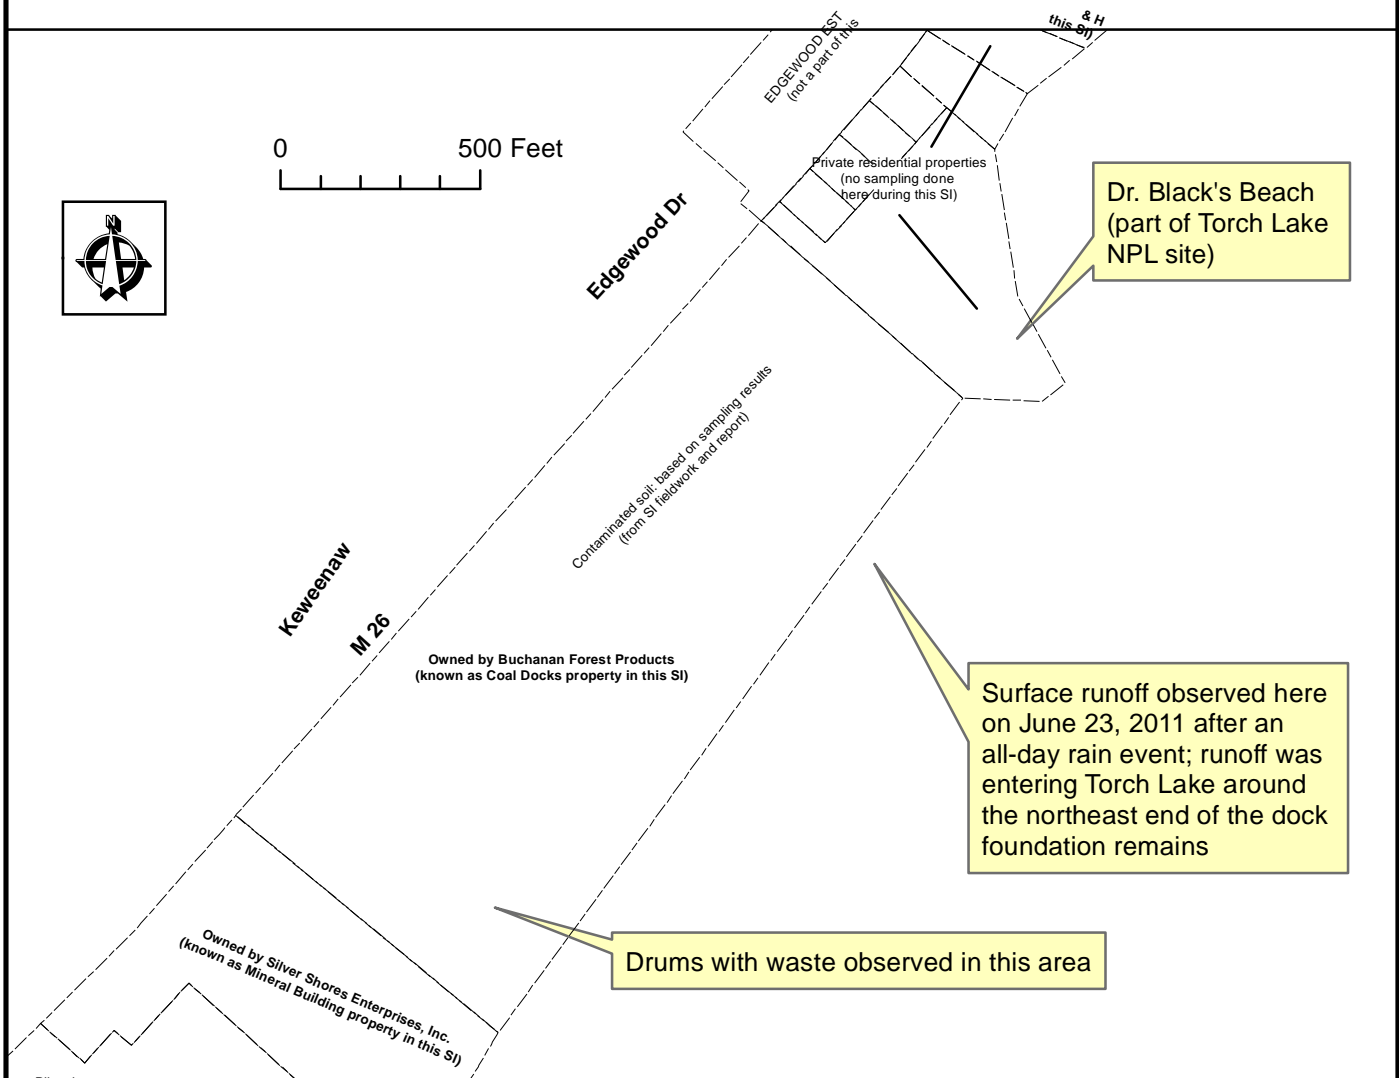 & H
this SI)
EDGEWOOD EST
(not a part of this
0 500 Feet
N
Edgewood Dr
Private residential properties
(no sampling done
here during this SI)
Dr. Black's Beach
(part of Torch Lake
NPL site)
Contaminated soil: based on sampling results
(from SI fieldwork and report)
Keweenaw
M 26
Owned by Buchanan Forest Products
(known as Coal Docks property in this SI)
Surface runoff observed here
on June 23, 2011 after an
all-day rain event; runoff was
entering Torch Lake around
the northeast end of the dock
foundation remains
Drums with waste observed in this area
Owned by Silver Shores Enterprises, Inc.
(known as Mineral Building property in this SI)